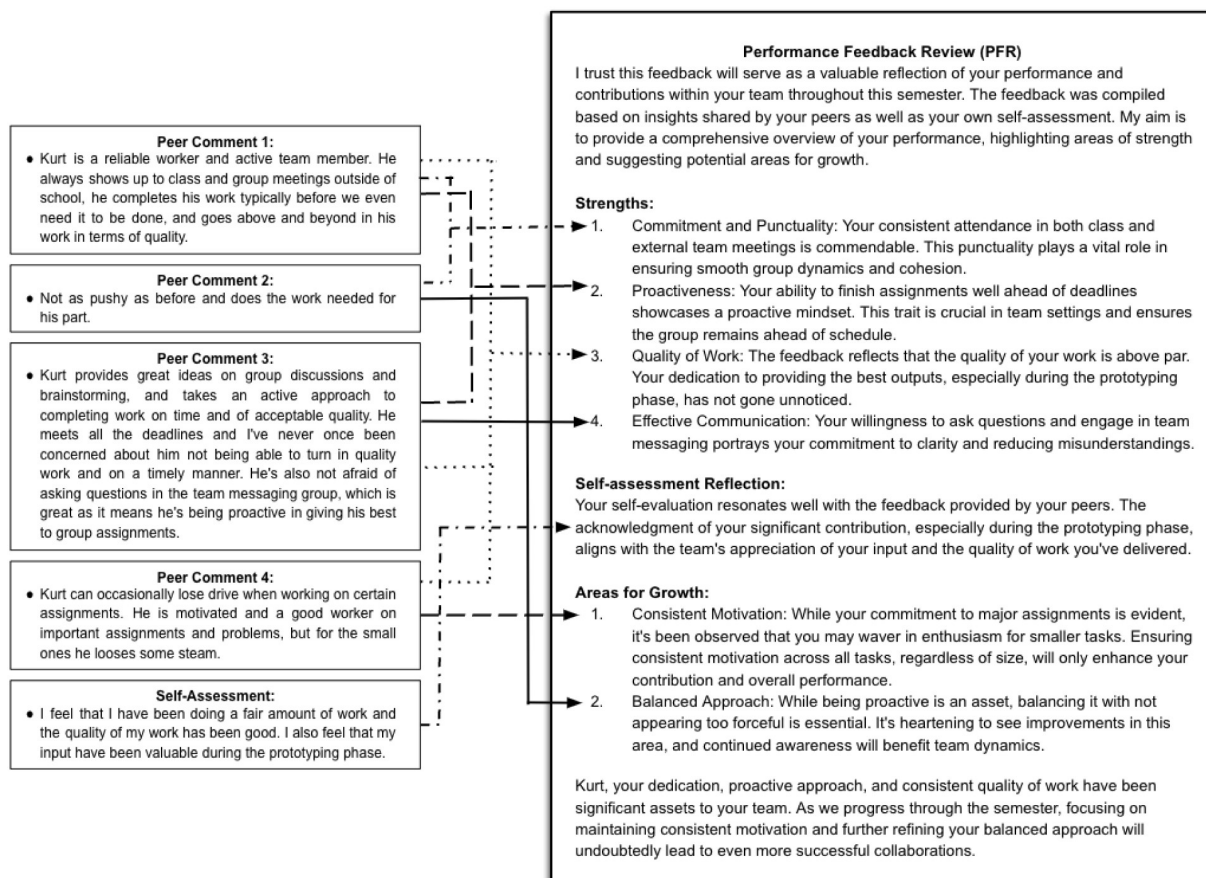 Peer Comment 1:
● Kurt is a reliable worker and active team member. He
always shows up to class and group meetings outside of
school, he completes his work typically before we even
need it to be done, and goes above and beyond in his
work in terms of quality.
Peer Comment 2:
● Not as pushy as before and does the work needed for
his part.
Peer Comment 3:
● Kurt provides great ideas on group discussions and
brainstorming, and takes an active approach to
completing work on time and of acceptable quality. He
meets all the deadlines and I've never once been
concerned about him not being able to turn in quality
work and on a timely manner. He's also not afraid of
asking questions in the team messaging group, which is
great as it means he's being proactive in giving his best
to group assignments.
Peer Comment 4:
● Kurt can occasionally lose drive when working on certain
assignments. He is motivated and a good worker on
important assignments and problems, but for the small
ones he looses some steam.
Self-Assessment:
● I feel that I have been doing a fair amount of work and
the quality of my work has been good. I also feel that my
input have been valuable during the prototyping phase.
Performance Feedback Review (PFR)
I trust this feedback will serve as a valuable reflection of your performance and
contributions within your team throughout this semester. The feedback was compiled
based on insights shared by your peers as well as your own self-assessment. My aim is
to provide a comprehensive overview of your performance, highlighting areas of strength
and suggesting potential areas for growth.
Strengths:
1. Commitment and Punctuality: Your consistent attendance in both class and
external team meetings is commendable. This punctuality plays a vital role in
ensuring smooth group dynamics and cohesion.
2. Proactiveness: Your ability to finish assignments well ahead of deadlines
showcases a proactive mindset. This trait is crucial in team settings and ensures
the group remains ahead of schedule.
3. Quality of Work: The feedback reflects that the quality of your work is above par.
Your dedication to providing the best outputs, especially during the prototyping
phase, has not gone unnoticed.
4. Effective Communication: Your willingness to ask questions and engage in team
messaging portrays your commitment to clarity and reducing misunderstandings.
Self-assessment Reflection:
Your self-evaluation resonates well with the feedback provided by your peers. The
acknowledgment of your significant contribution, especially during the prototyping phase,
aligns with the team's appreciation of your input and the quality of work you've delivered.
Areas for Growth:
1. Consistent Motivation: While your commitment to major assignments is evident,
it's been observed that you may waver in enthusiasm for smaller tasks. Ensuring
consistent motivation across all tasks, regardless of size, will only enhance your
contribution and overall performance.
2. Balanced Approach: While being proactive is an asset, balancing it with not
appearing too forceful is essential. It's heartening to see improvements in this
area, and continued awareness will benefit team dynamics.
Kurt, your dedication, proactive approach, and consistent quality of work have been
significant assets to your team. As we progress through the semester, focusing on
maintaining consistent motivation and further refining your balanced approach will
undoubtedly lead to even more successful collaborations.